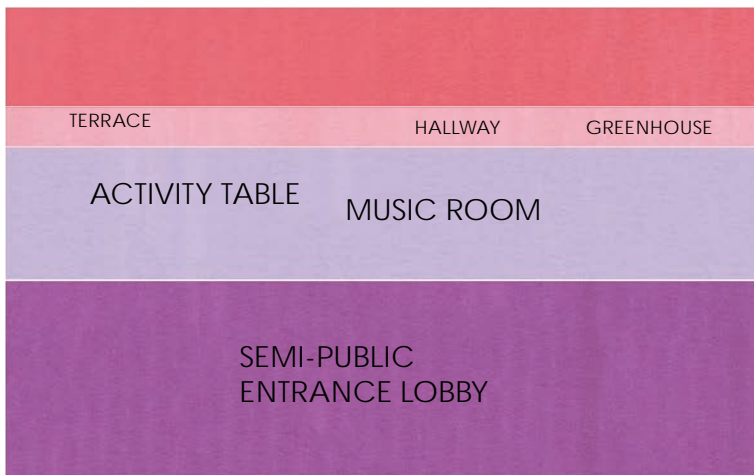 TERRACE
HALLWAY
GREENHOUSE
ACTIVITY TABLE
MUSIC ROOM
SEMI-PUBLIC
ENTRANCE LOBBY